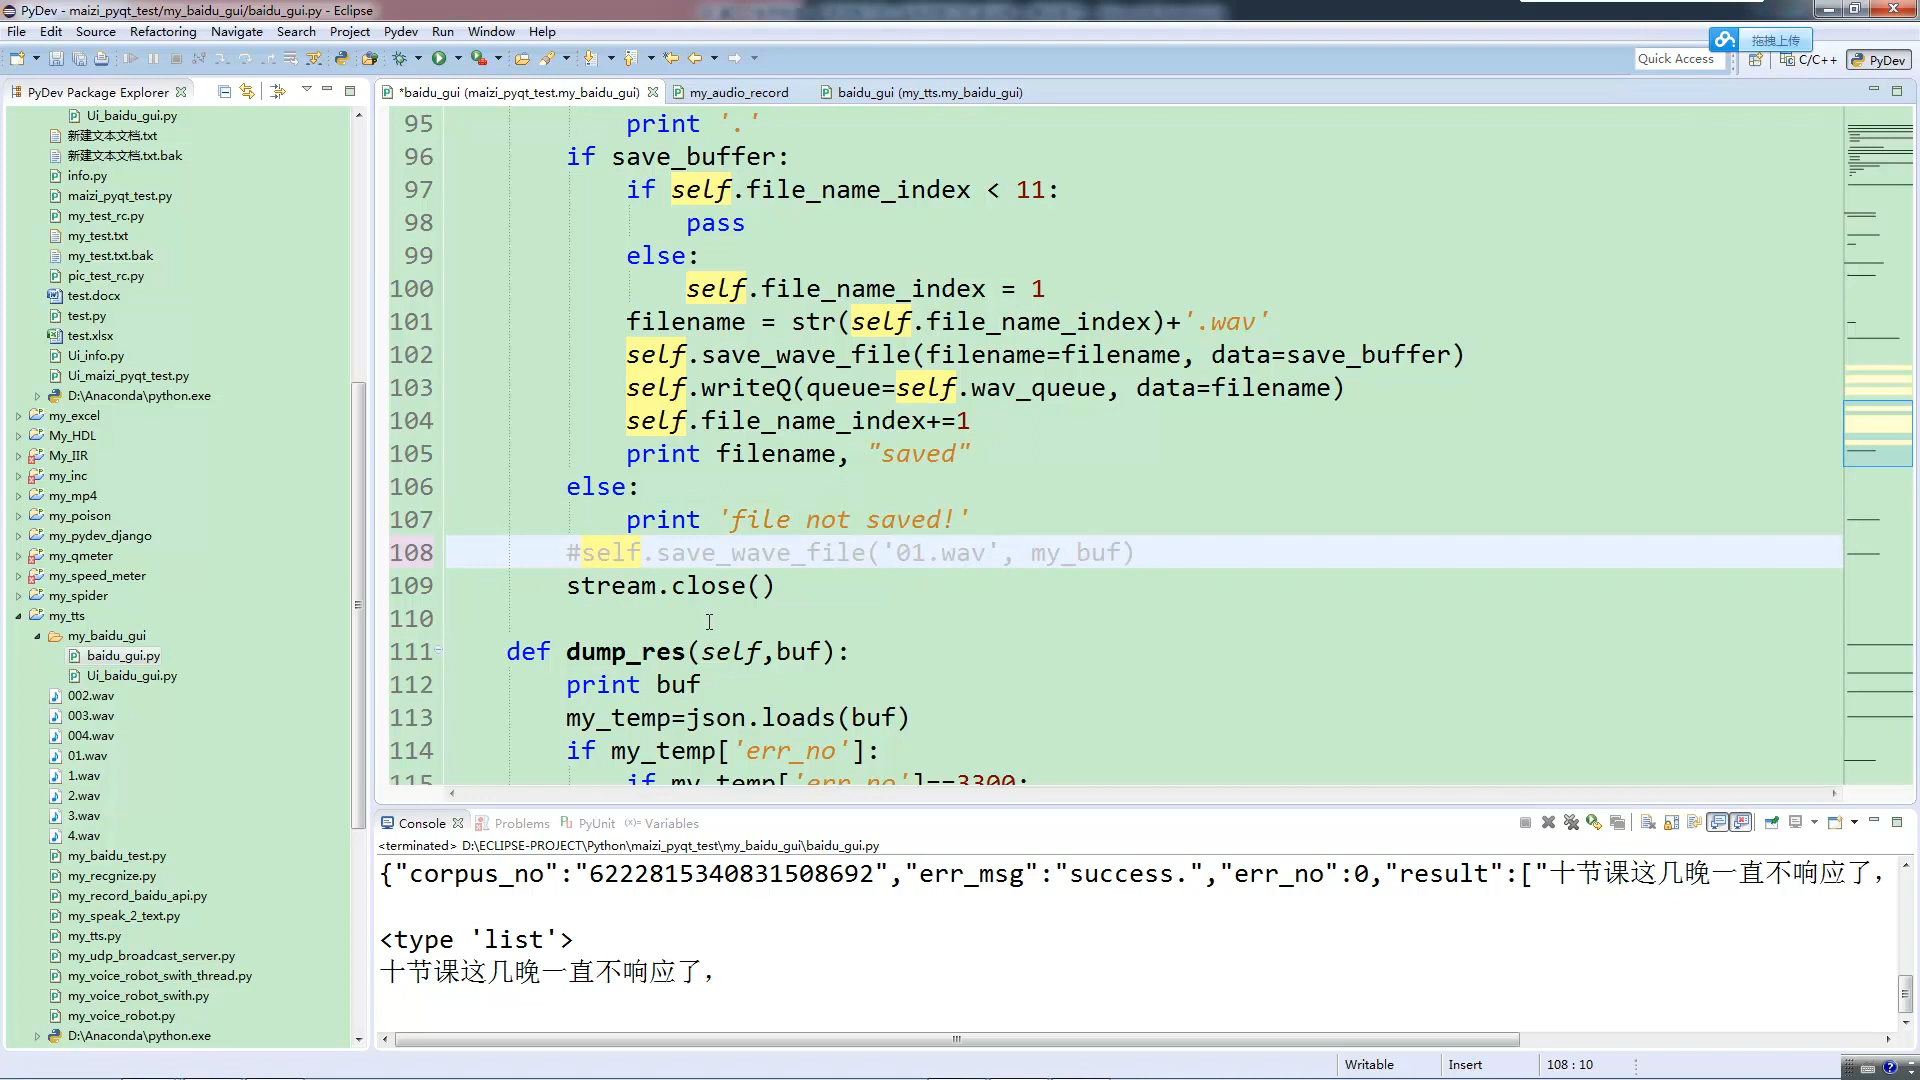 PyDev - maizi_pyqt_test/my_baidu_gui/baidu_gui.py - Eclipse
File Edit Source Refactoring Navigate Search Project Pydev Run Window Help
拖拽上传
Quick Access
C/C++
PyDev
PyDev Package Explorer
Ui_baidu_gui.py
新建文本文档.txt
新建文本文档.txt.bak
info.py
maizi_pyqt_test.py
my_test_rc.py
my_test.txt
my_test.txt.bak
pic_test_rc.py
test.docx
test.py
test.xlsx
Ui_info.py
Ui_maizi_pyqt_test.py
D:\Anaconda\python.exe
my_excel
My_HDL
My_IIR
my_inc
my_mp4
my_poison
my_pydev_django
my_qmeter
my_speed_meter
my_spider
my_tts
my_baidu_gui
baidu_gui.py
Ui_baidu_gui.py
002.wav
003.wav
004.wav
01.wav
1.wav
2.wav
3.wav
4.wav
my_baidu_test.py
my_recgnize.py
my_record_baidu_api.py
my_speak_2_text.py
my_tts.py
my_udp_broadcast_server.py
my_voice_robot_swith_thread.py
my_voice_robot_swith.py
my_voice_robot.py
D:\Anaconda\python.exe
*baidu_gui (maizi_pyqt_test.my_baidu_gui)
my_audio_record
baidu_gui (my_tts.my_baidu_gui)
95 print '.'
96 if save_buffer:
97 if self.file_name_index < 11:
98 pass
99 else:
100 self.file_name_index = 1
101 filename = str(self.file_name_index)+'.wav'
102 self.save_wave_file(filename=filename, data=save_buffer)
103 self.writeQ(queue=self.wav_queue, data=filename)
104 self.file_name_index+=1
105 print filename, "saved"
106 else:
107 print 'file not saved!'
108 #self.save_wave_file('01.wav', my_buf)
109 stream.close()
110
111 def dump_res(self,buf):
112 print buf
113 my_temp=json.loads(buf)
114 if my_temp['err_no']:
115 if my_temp['err_no']==3300:
Console
Problems
PyUnit
Variables
<terminated> D:\ECLIPSE-PROJECT\Python\maizi_pyqt_test\my_baidu_gui\baidu_gui.py
{"corpus_no":"6222815340831508692","err_msg":"success.","err_no":0,"result":["十节课这几晚一直不响应了，
<type 'list'>
十节课这几晚一直不响应了，
Writable
Insert
108 : 10